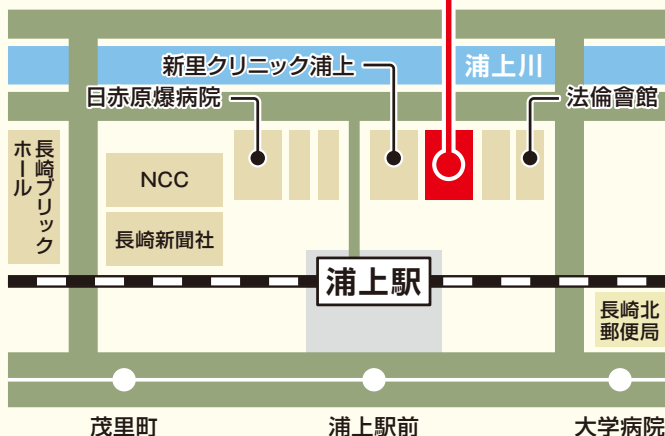 新里クリニック浦上
浦上川
日赤原爆病院
法倫會館
長崎ブリック
ホール
NCC
長崎新聞社
浦上駅
長崎北
郵便局
茂里町
浦上駅前
大学病院